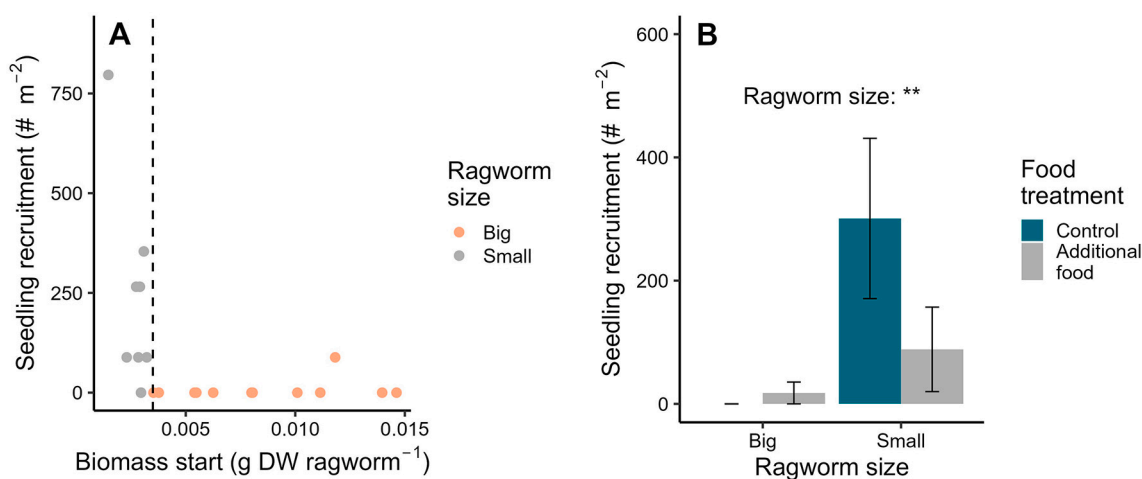 A
Seedling recruitment (# m⁻²)
750
500
250
0
0.005 0.010 0.015
Biomass start (g DW ragworm⁻¹)
Ragworm
size
Big
Small
B
Seedling recruitment (# m⁻²)
600
400
200
0
Ragworm size: **
Big Small
Ragworm size
Food
treatment
Control
Additional
food